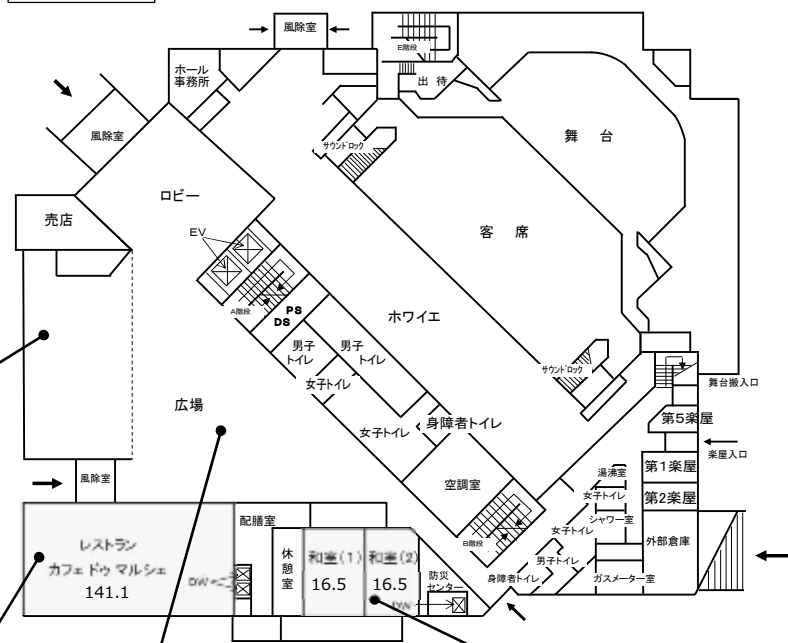 風除室
E階段
ホール
事務所
出 待
風除室
サウンドロック
舞 台
ロビー
売店
客 席
EV
A階段
PS
DS
ホワイエ
男子
トイレ
男子
トイレ
女子トイレ
サウンドロック
舞台搬入口
広場
女子トイレ
身障者トイレ
第5楽屋
楽屋入口
空調室
湯沸室
第1楽屋
風除室
女子トイレ
第2楽屋
シャワー室
配膳室
B階段
女子トイレ
外部倉庫
レストラン
カフェ ドゥ マルシェ
141.1
DW
休憩室
和室(1)
16.5
和室(2)
16.5
DW
防災
センター
男子トイレ
身障者トイレ
ガスメーター室